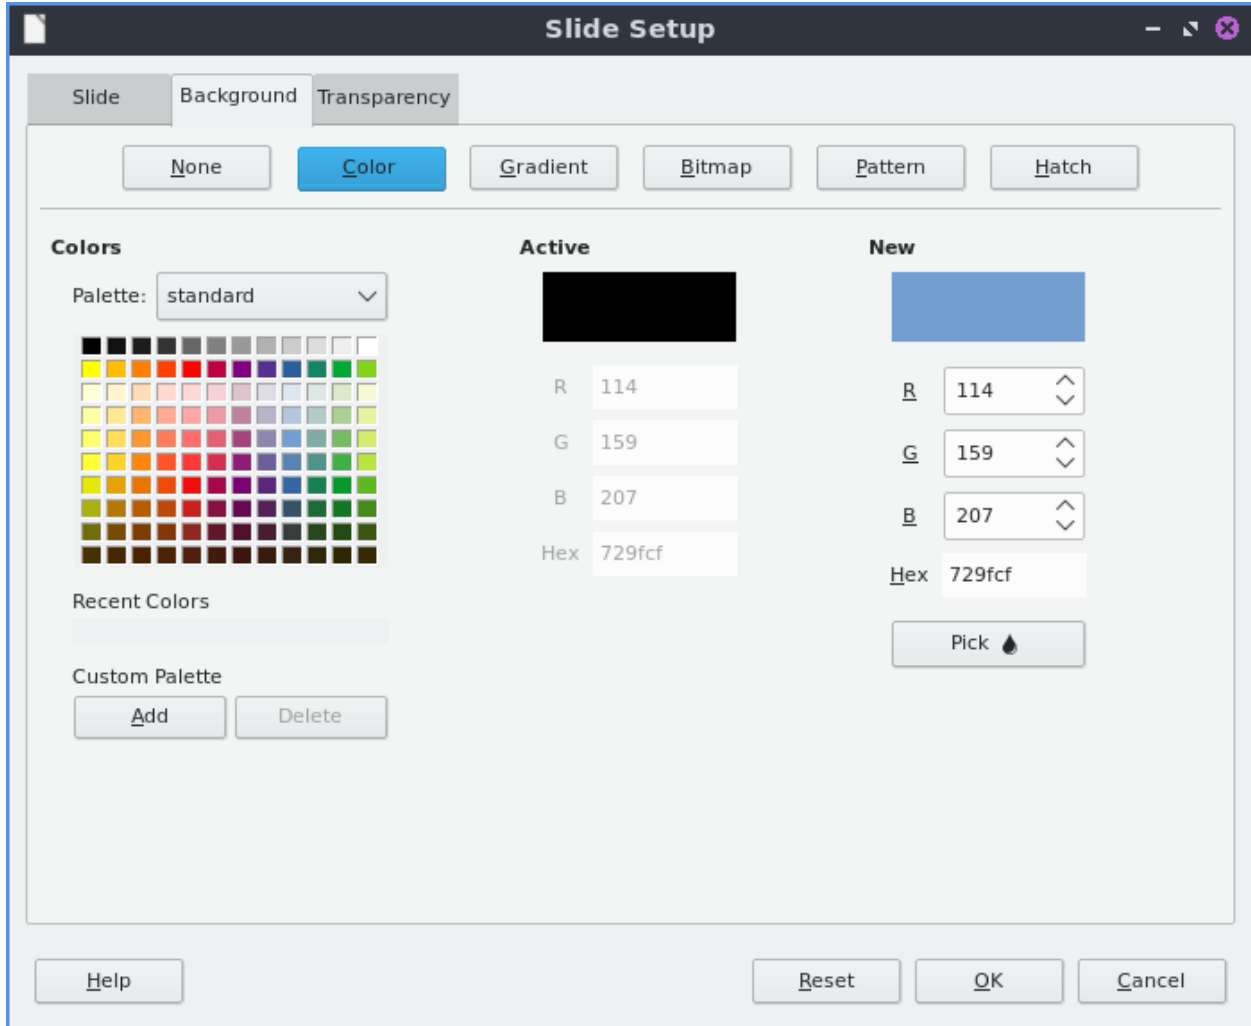 Slide Setup
Slide Background Transparency
None Color Gradient Bitmap Pattern Hatch
Colors Active New
Palette: standard
R 114 R 114
G 159 G 159
B 207 B 207
Hex 729fcf Hex 729fcf
Recent Colors
Pick
Custom Palette
Add Delete
Help Reset OK Cancel